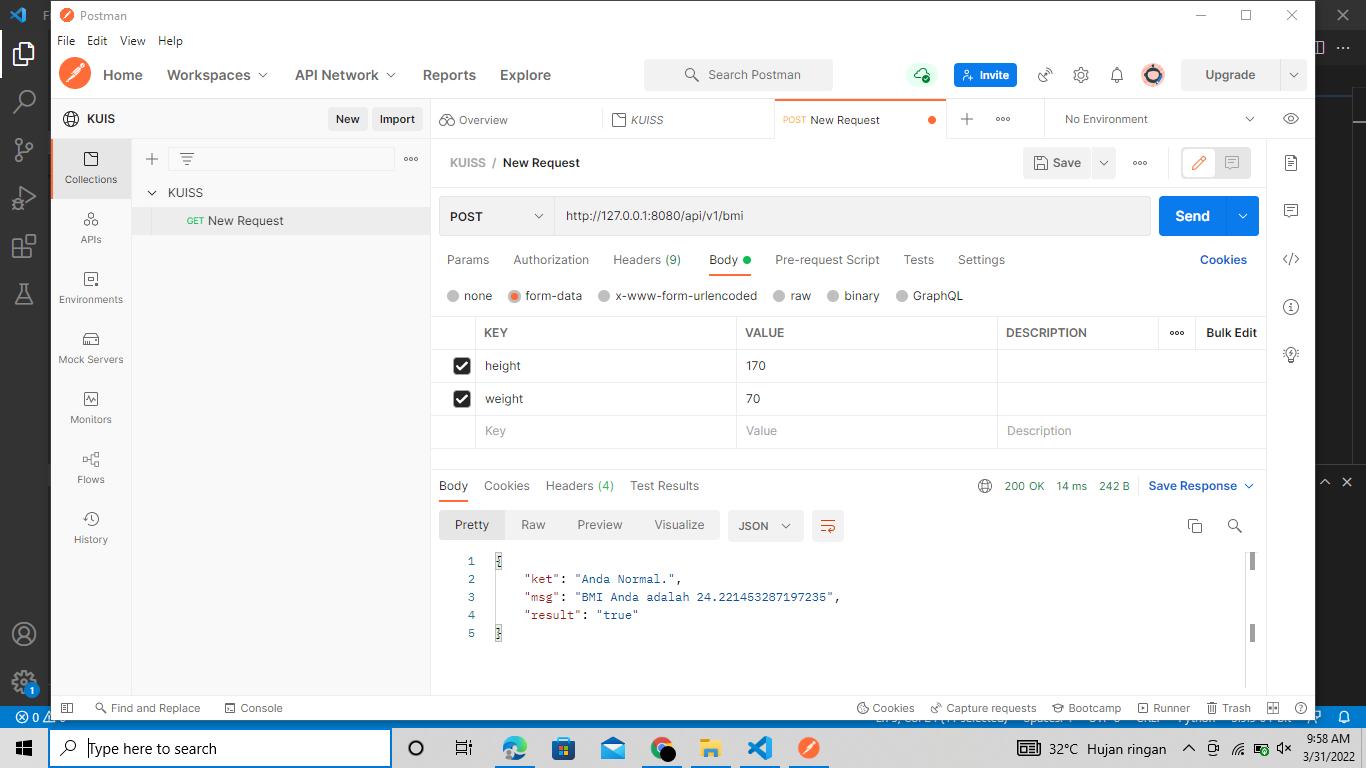 F
Postman
File Edit View Help
Home Workspaces API Network Reports Explore
Search Postman
Invite
Upgrade
KUIS
New Import
Overview
KUISS
POST New Request
No Environment
Collections
APIs
Environments
Mock Servers
Monitors
Flows
History
KUISS
GET New Request
KUISS / New Request
Save
POST http://127.0.0.1:8080/api/v1/bmi
Send
Params Authorization Headers (9) Body Pre-request Script Tests Settings
Cookies
none form-data x-www-form-urlencoded raw binary GraphQL
KEY VALUE DESCRIPTION Bulk Edit
height 170
weight 70
Key Value Description
Body Cookies Headers (4) Test Results
200 OK 14 ms 242 B Save Response
Pretty Raw Preview Visualize JSON
1 {
2 "ket": "Anda Normal.",
3 "msg": "BMI Anda adalah 24.221453287197235",
4 "result": "true"
5 }
1
Find and Replace Console
Cookies Capture requests Bootcamp Runner Trash
0
Type here to search
32°C Hujan ringan
9:58 AM
3/31/2022